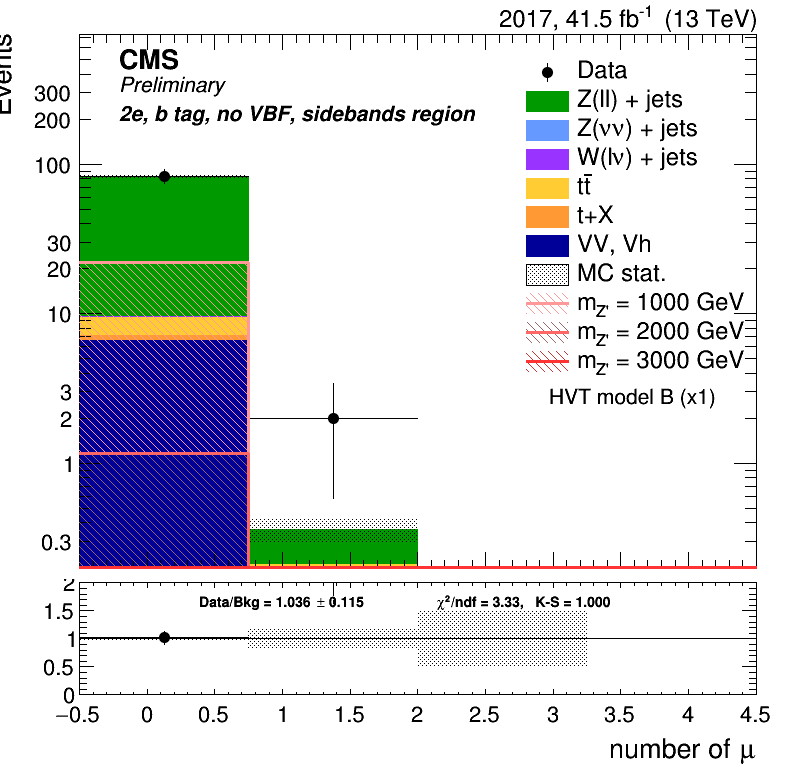 2017, 41.5 fb⁻¹ (13 TeV)
Events
CMS
Preliminary
2e, b tag, no VBF, sidebands region
Data
Z(ll) + jets
Z(νν) + jets
W(lν) + jets
tt̄
t+X
VV, Vh
MC stat.
m_Z' = 1000 GeV
m_Z' = 2000 GeV
m_Z' = 3000 GeV
HVT model B (x1)
300
200
100
30
20
10
3
2
1
0.3
Data/Bkg = 1.036 ± 0.115
χ²/ndf = 3.33, K-S = 1.000
2
1.5
1
0.5
0
−0.5 0 0.5 1 1.5 2 2.5 3 3.5 4 4.5
number of μ